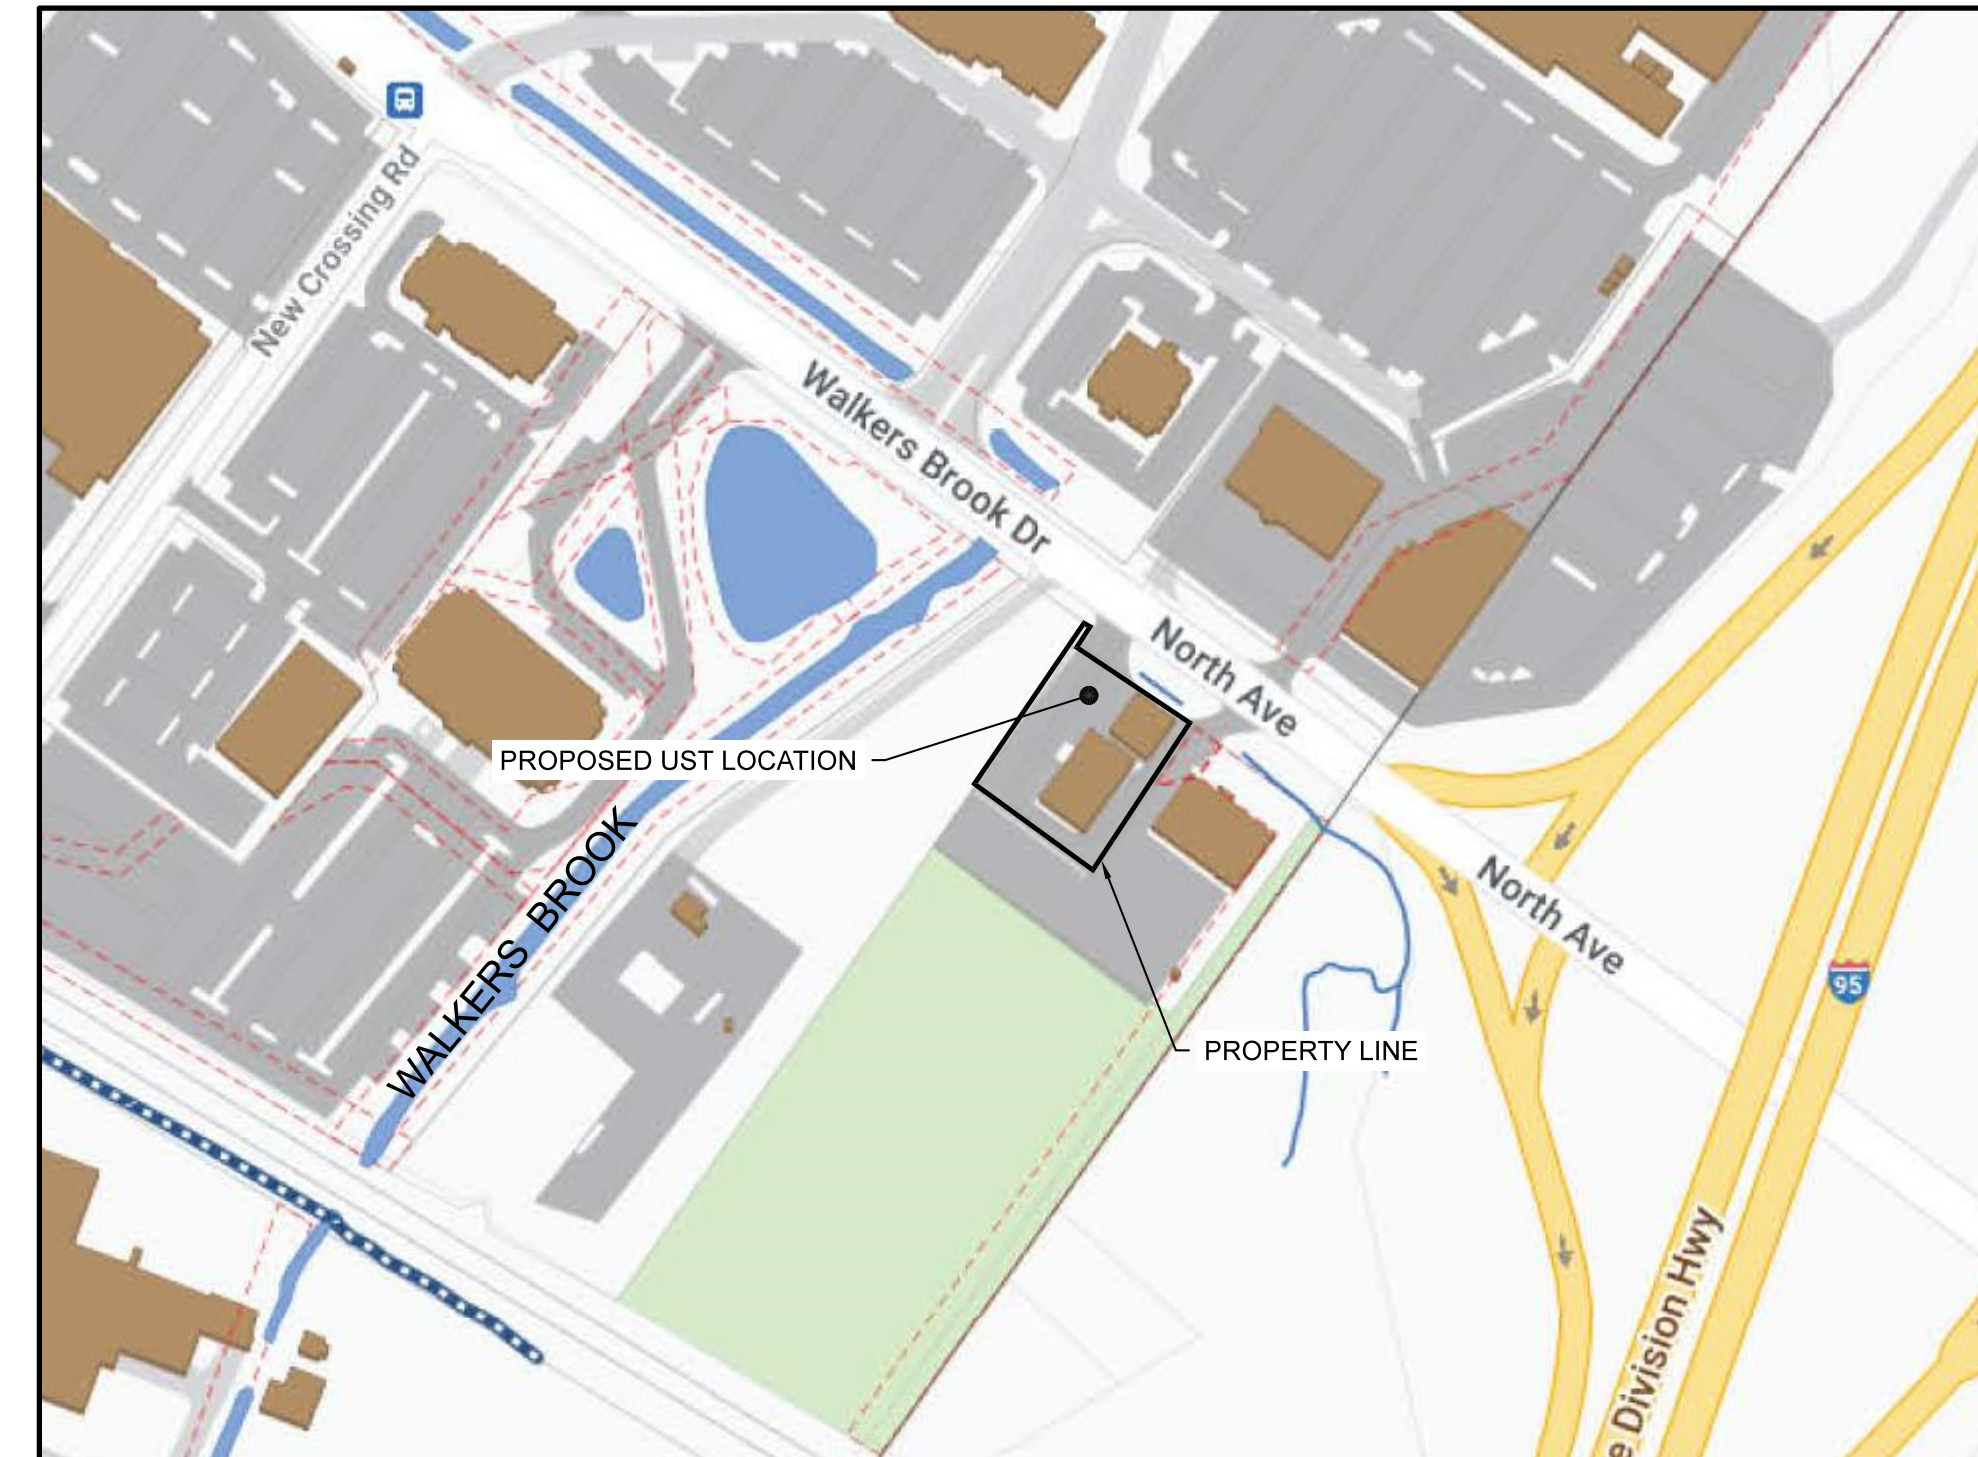 New Crossing Rd
Walkers Brook Dr
North Ave
PROPOSED UST LOCATION
WALKERS BROOK
North Ave
95
PROPERTY LINE
e Division Hwy